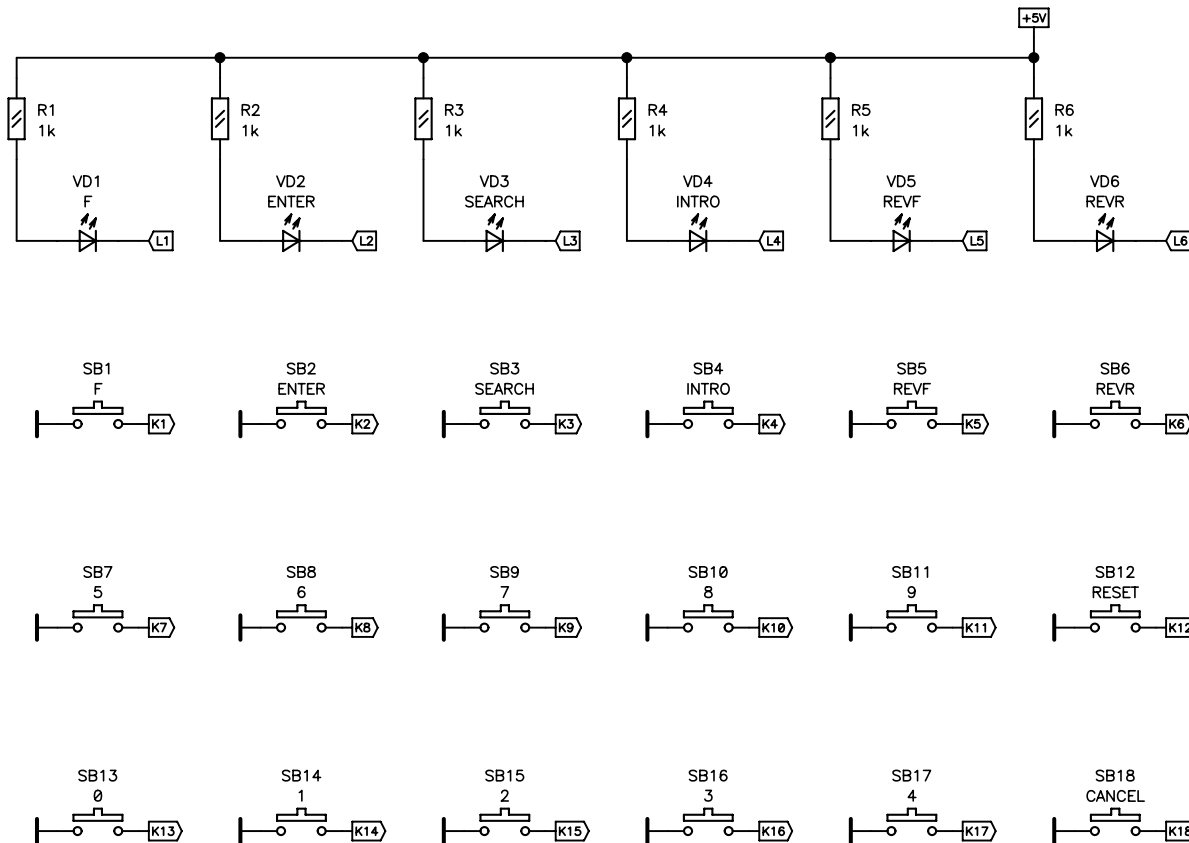 +5V
R1 R2 R3 R4 R5 R6
1k 1k 1k 1k 1k 1k
VD1 VD2 VD3 VD4 VD5 VD6
F ENTER SEARCH INTRO REVF REVR
L1 L2 L3 L4 L5 L6
SB1 SB2 SB3 SB4 SB5 SB6
F ENTER SEARCH INTRO REVF REVR
K1 K2 K3 K4 K5 K6
SB7 SB8 SB9 SB10 SB11 SB12
5 6 7 8 9 RESET
K7 K8 K9 K10 K11 K12
SB13 SB14 SB15 SB16 SB17 SB18
0 1 2 3 4 CANCEL
K13 K14 K15 K16 K17 K18